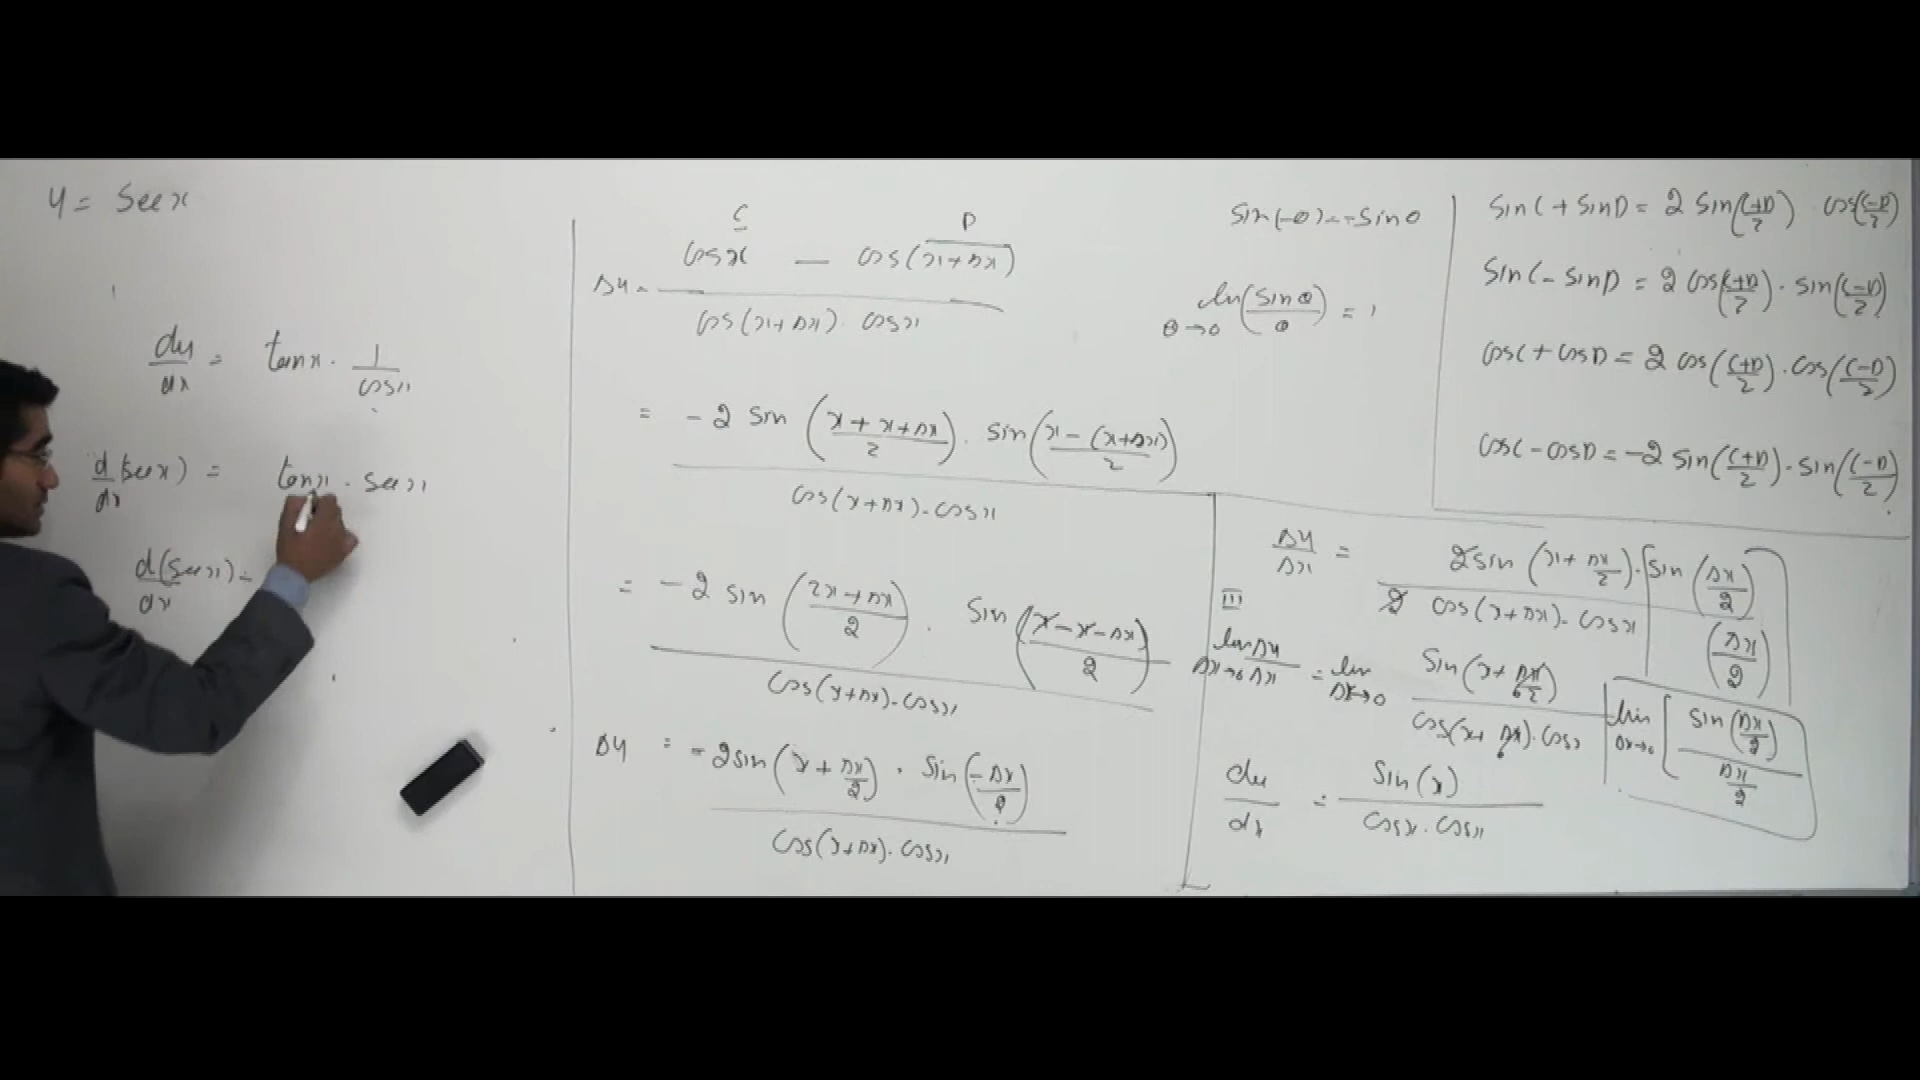 y = Sec x
dy/dx = tan x · 1/cos x
d/dx (sec x) = tan x · sec x
d(sec x)/dx =
C D
Δy = (cos x — cos(x+Δx)) / (cos(x+Δx) · cos x)
= (-2 sin((x+x+Δx)/2) · sin((x-(x+Δx))/2)) / (cos(x+Δx) · cos x)
= (-2 sin((2x+Δx)/2) · sin((x-x-Δx)/2)) / (cos(x+Δx) · cos x)
Δy = (-2 sin(x+Δx/2) · sin(-Δx/2)) / (cos(x+Δx) · cos x)
sin(-θ) = -sin θ
lim θ→0 (sin θ/θ) = 1
sin C + sin D = 2 sin((C+D)/2) cos((C-D)/2)
sin C - sin D = 2 cos((C+D)/2) · sin((C-D)/2)
cos C + cos D = 2 cos((C+D)/2) · cos((C-D)/2)
cos C - cos D = -2 sin((C+D)/2) · sin((C-D)/2)
Δy/Δx = (2 sin(x+Δx/2) · sin(Δx/2)) / (2 cos(x+Δx) · cos x (Δx/2))
III
lim Δx→0 Δy/Δx = lim Δx→0 sin(x+Δx/2) / (cos(x+Δx) · cos x) lim Δx→0 [sin(Δx/2) / (Δx/2)
dy/dx = sin(x) / (cos x · cos x)